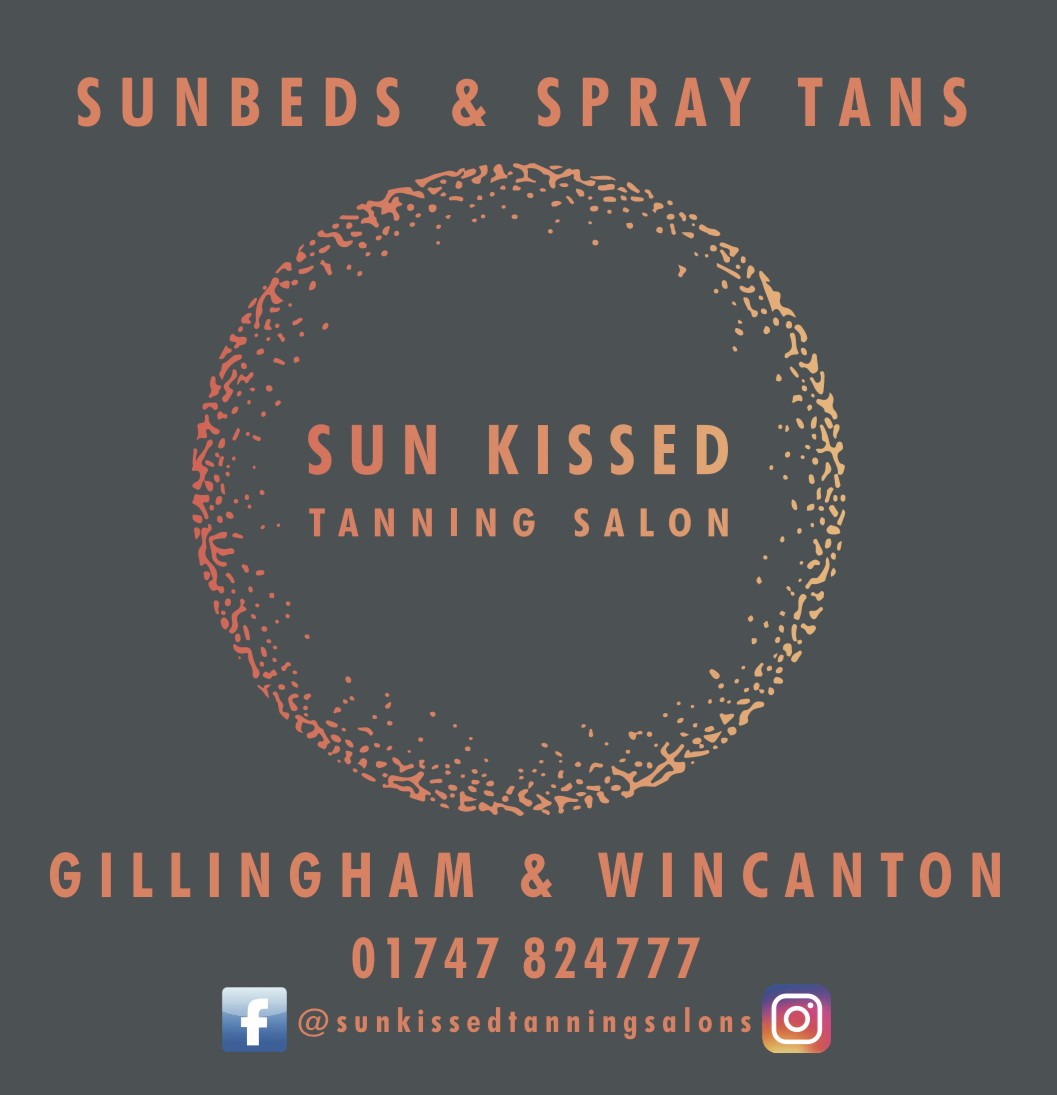 SUNBEDS & SPRAY TANS
SUN KISSED
TANNING SALON
GILLINGHAM & WINCANTON
01747 824777
@sunkissedtanningsalons